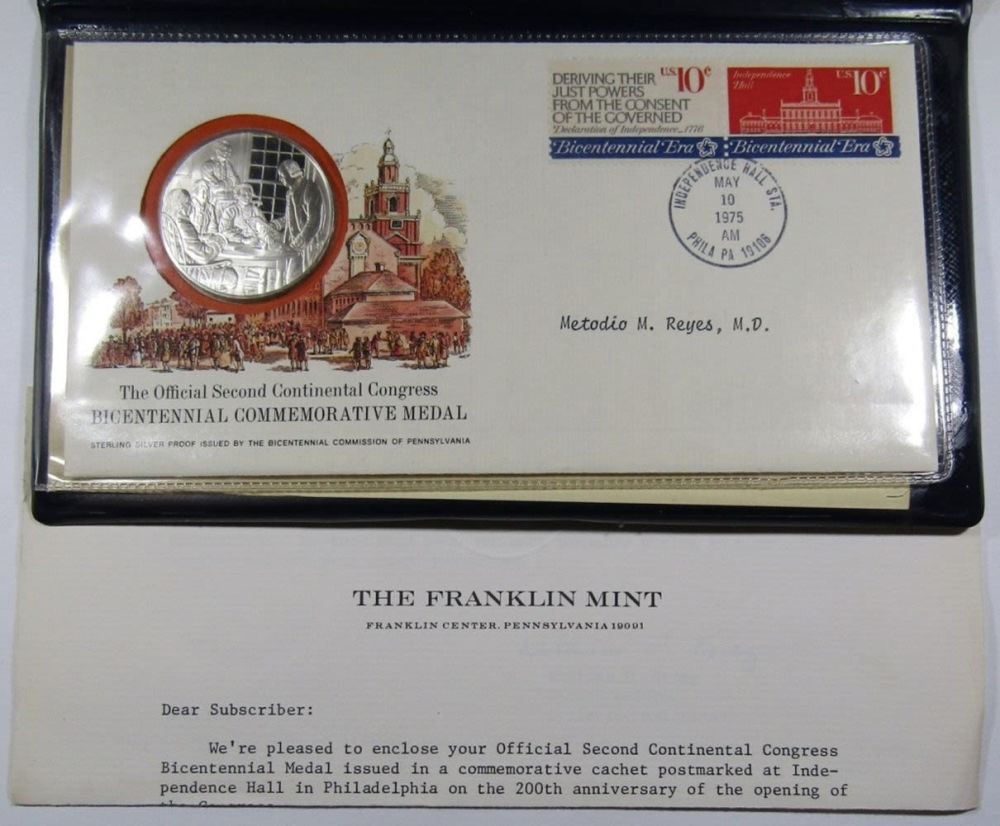 DERIVING THEIR
JUST POWERS
FROM THE CONSENT
OF THE GOVERNED
Declaration of Independence, 1776
U.S. 10c
Bicentennial Era
Independence
Hall
U.S. 10c
Bicentennial Era
INDEPENDENCE HALL STA.
MAY
10
1975
AM
PHILA PA 19106
Metodio M. Reyes, M.D.
The Official Second Continental Congress
BICENTENNIAL COMMEMORATIVE MEDAL
STERLING SILVER PROOF ISSUED BY THE BICENTENNIAL COMMISSION OF PENNSYLVANIA
THE FRANKLIN MINT
FRANKLIN CENTER, PENNSYLVANIA 19091
Dear Subscriber:
We're pleased to enclose your Official Second Continental Congress
Bicentennial Medal issued in a commemorative cachet postmarked at Inde-
pendence Hall in Philadelphia on the 200th anniversary of the opening of
the Congress